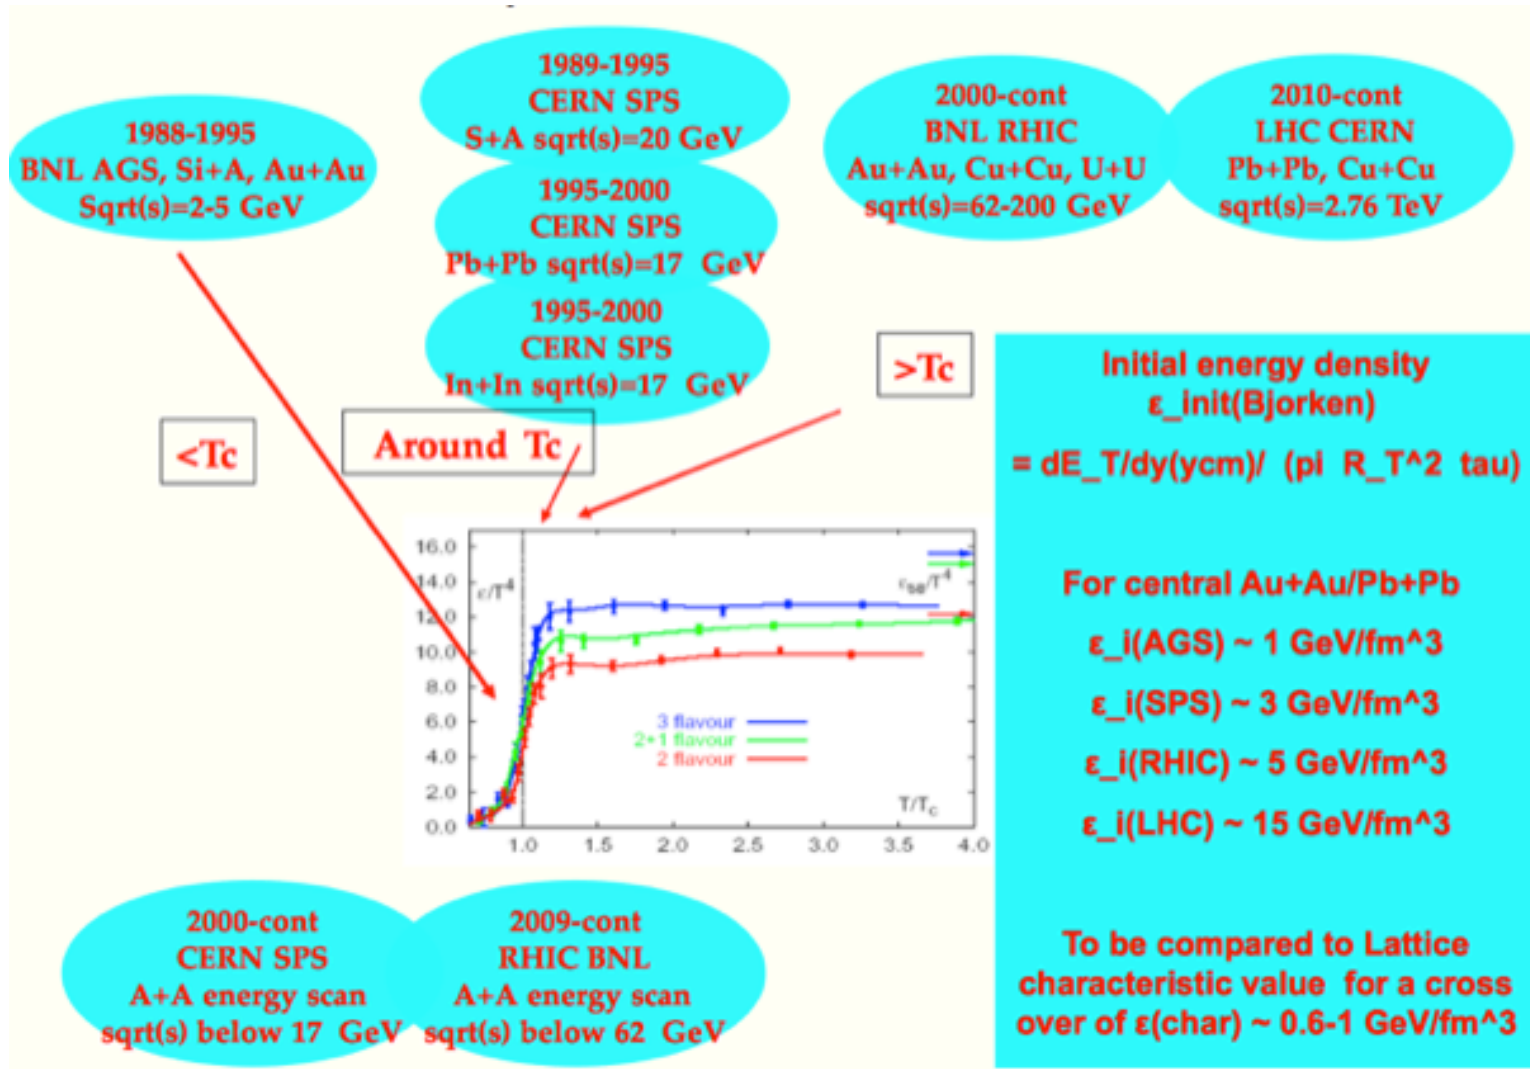 1988-1995
BNL AGS, Si+A, Au+Au
Sqrt(s)=2-5 GeV
1989-1995
CERN SPS
S+A sqrt(s)=20 GeV
1995-2000
CERN SPS
Pb+Pb sqrt(s)=17 GeV
1995-2000
CERN SPS
In+In sqrt(s)=17 GeV
2000-cont
BNL RHIC
Au+Au, Cu+Cu, U+U
sqrt(s)=62-200 GeV
2010-cont
LHC CERN
Pb+Pb, Cu+Cu
sqrt(s)=2.76 TeV
<Tc
Around Tc
>Tc
16.0
14.0
12.0
10.0
8.0
6.0
4.0
2.0
0.0
ε/T^4
ε_SB/T^4
3 flavour
2+1 flavour
2 flavour
T/T_c
1.0 1.5 2.0 2.5 3.0 3.5 4.0
Initial energy density
ε_init(Bjorken)
= dE_T/dy(ycm)/ (pi R_T^2 tau)
For central Au+Au/Pb+Pb
ε_i(AGS) ~ 1 GeV/fm^3
ε_i(SPS) ~ 3 GeV/fm^3
ε_i(RHIC) ~ 5 GeV/fm^3
ε_i(LHC) ~ 15 GeV/fm^3
To be compared to Lattice
characteristic value for a cross
over of ε(char) ~ 0.6-1 GeV/fm^3
2000-cont
CERN SPS
A+A energy scan
sqrt(s) below 17 GeV
2009-cont
RHIC BNL
A+A energy scan
sqrt(s) below 62 GeV